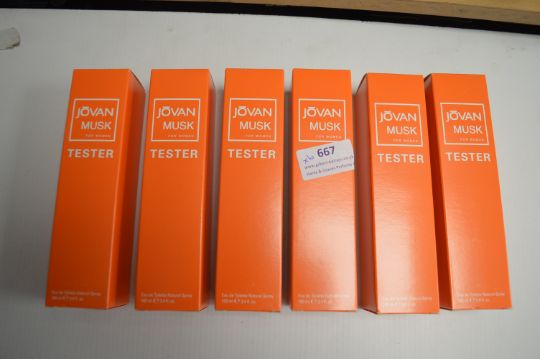 JŌVAN
MUSK
FOR WOMEN
TESTER
Eau de Toilette Natural Spray
100 ml e 3.4 fl.oz.
JŌVAN
MUSK
FOR WOMEN
TESTER
Eau de Toilette Natural Spray
100 ml e 3.4 fl.oz.
JŌVAN
MUSK
FOR WOMEN
TESTER
Eau de Toilette Natural Spray
100 ml e 3.4 fl.oz.
JŌVAN
MUSK
FOR WOMEN
667
Eau de Toilette Natural Spray
100 ml e 3.4 fl.oz.
JŌVAN
MUSK
FOR WOMEN
TESTER
Eau de Toilette Natural Spray
100 ml e 3.4 fl.oz.
JŌVAN
MUSK
FOR WOMEN
TESTER
Eau de Toilette Natural Spray
100 ml e 3.4 fl.oz.